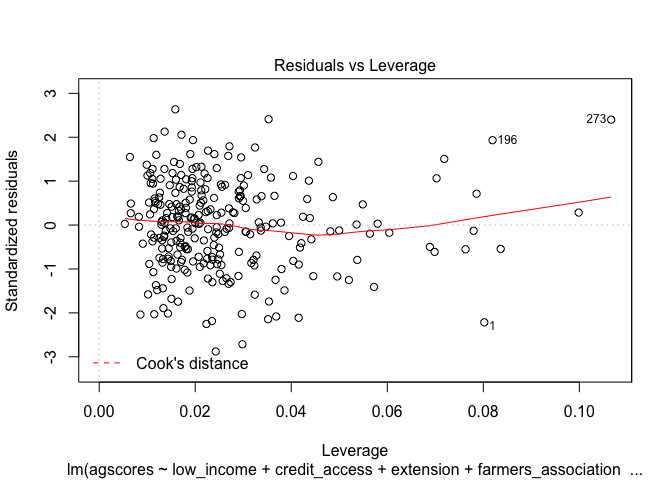 Residuals vs Leverage
Standardized residuals
3
2
1
0
-1
-2
-3
273
196
1
Cook's distance
0.00 0.02 0.04 0.06 0.08 0.10
Leverage
lm(agscores ~ low_income + credit_access + extension + farmers_association ...